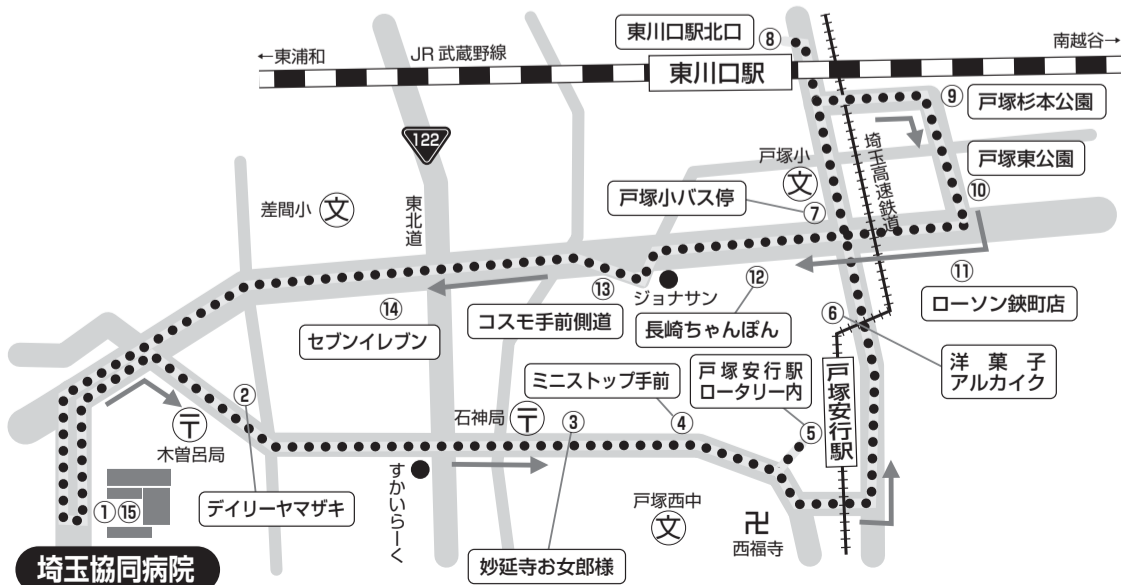 東川口駅北口
⑧
←東浦和
JR 武蔵野線
東川口駅
南越谷→
⑨
戸塚杉本公園
122
戸塚小
文
埼玉高速鉄道
戸塚東公園
⑩
差間小
文
東北道
戸塚小バス停
⑦
⑪
ローソン鋏町店
⑬
ジョナサン
⑫
⑭
コスモ手前側道
長崎ちゃんぽん
⑥
セブンイレブン
洋菓子
アルカイク
ミニストップ手前
戸塚安行駅
ロータリー内
戸塚安行駅
②
〒
木曽呂局
石神局
〒
③
④
⑤
すかいらーく
デイリーヤマザキ
戸塚西中
文
卍
西福寺
①⑮
妙延寺お女郎様
埼玉協同病院